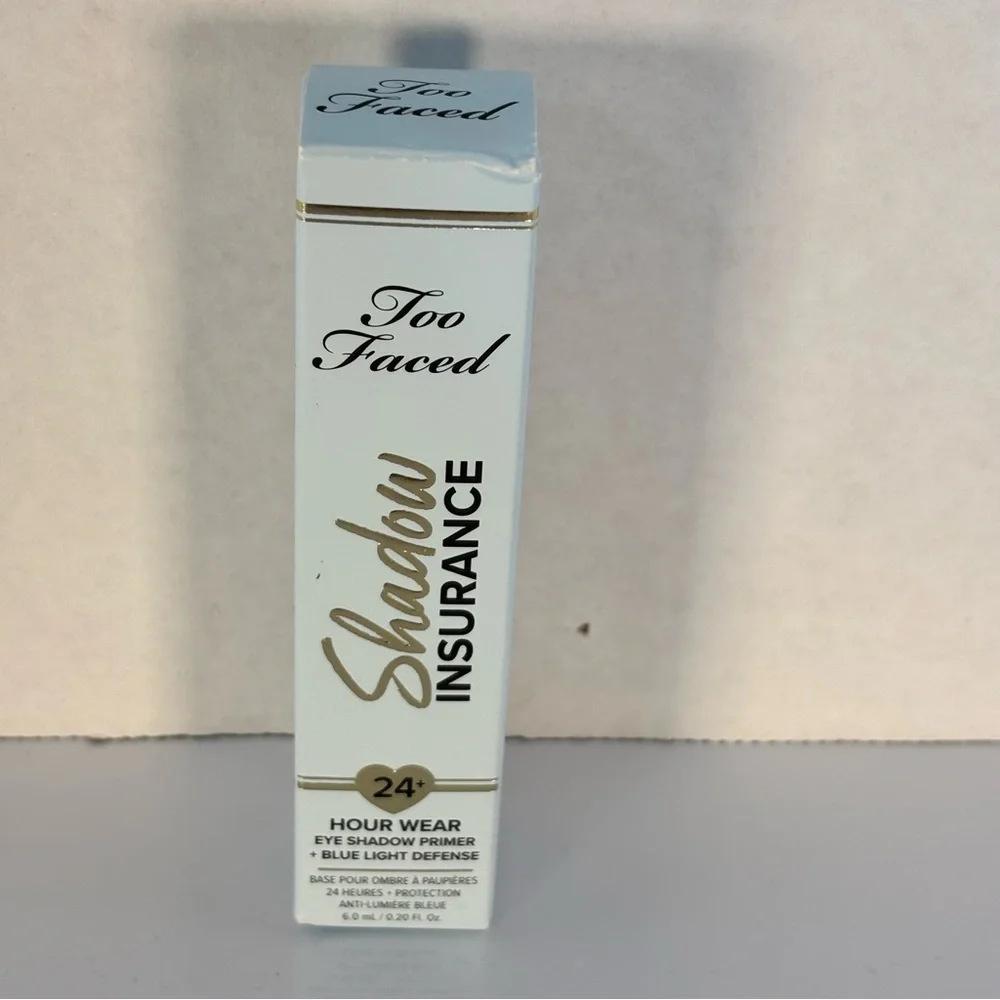 Too
Faced
Too
Faced
Shadow
INSURANCE
24+
HOUR WEAR
EYE SHADOW PRIMER
+ BLUE LIGHT DEFENSE
BASE POUR OMBRE À PAUPIÈRES
24 HEURES + PROTECTION
ANTI-LUMIÈRE BLEUE
6.0 mL / 0.20 Fl. Oz.